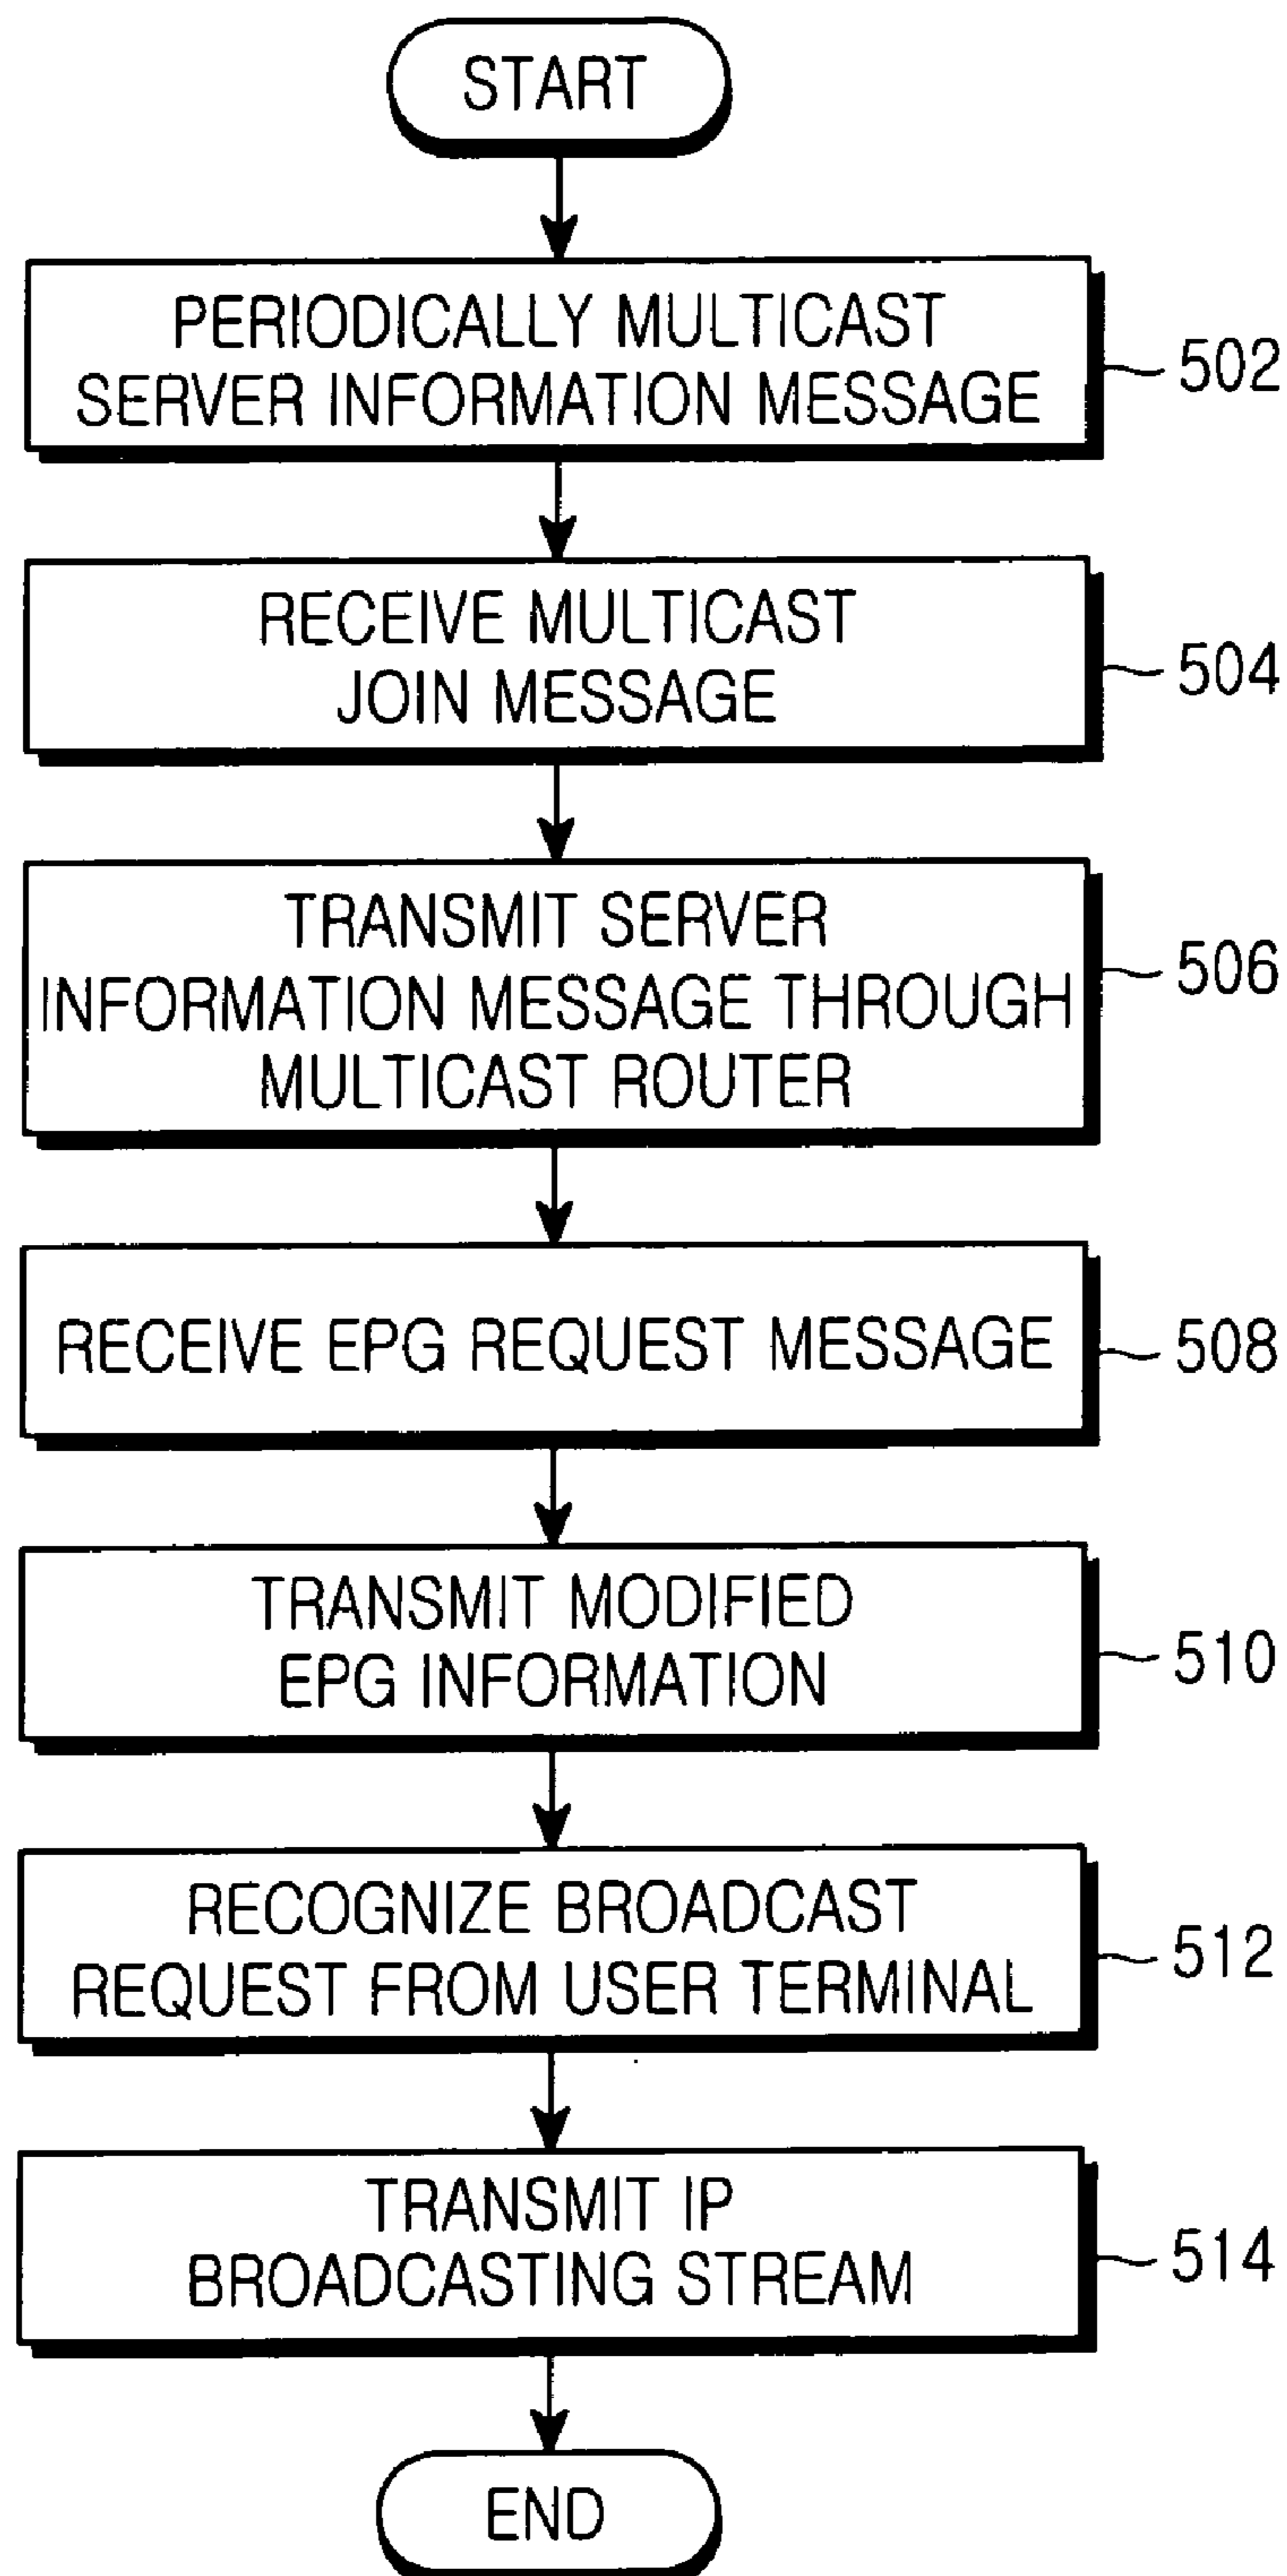 START
PERIODICALLY MULTICAST
SERVER INFORMATION MESSAGE
502
RECEIVE MULTICAST
JOIN MESSAGE
504
TRANSMIT SERVER
INFORMATION MESSAGE THROUGH
MULTICAST ROUTER
506
RECEIVE EPG REQUEST MESSAGE
508
TRANSMIT MODIFIED
EPG INFORMATION
510
RECOGNIZE BROADCAST
REQUEST FROM USER TERMINAL
512
TRANSMIT IP
BROADCASTING STREAM
514
END